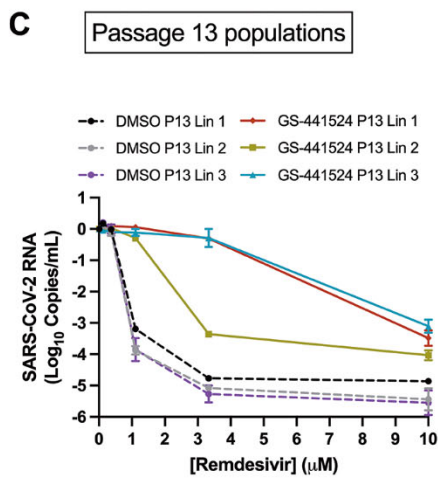 C
Passage 13 populations
DMSO P13 Lin 1 GS-441524 P13 Lin 1
DMSO P13 Lin 2 GS-441524 P13 Lin 2
DMSO P13 Lin 3 GS-441524 P13 Lin 3
SARS-CoV-2 RNA
(Log10 Copies/mL)
1
0
-1
-2
-3
-4
-5
-6
0 1 2 3 4 5 6 7 8 9 10
[Remdesivir] (μM)